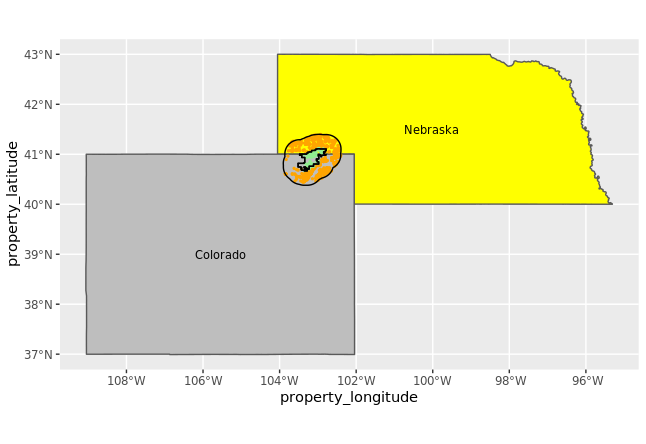 43°N
42°N
41°N
40°N
39°N
38°N
37°N
property_latitude
Nebraska
Colorado
108°W 106°W 104°W 102°W 100°W 98°W 96°W
property_longitude